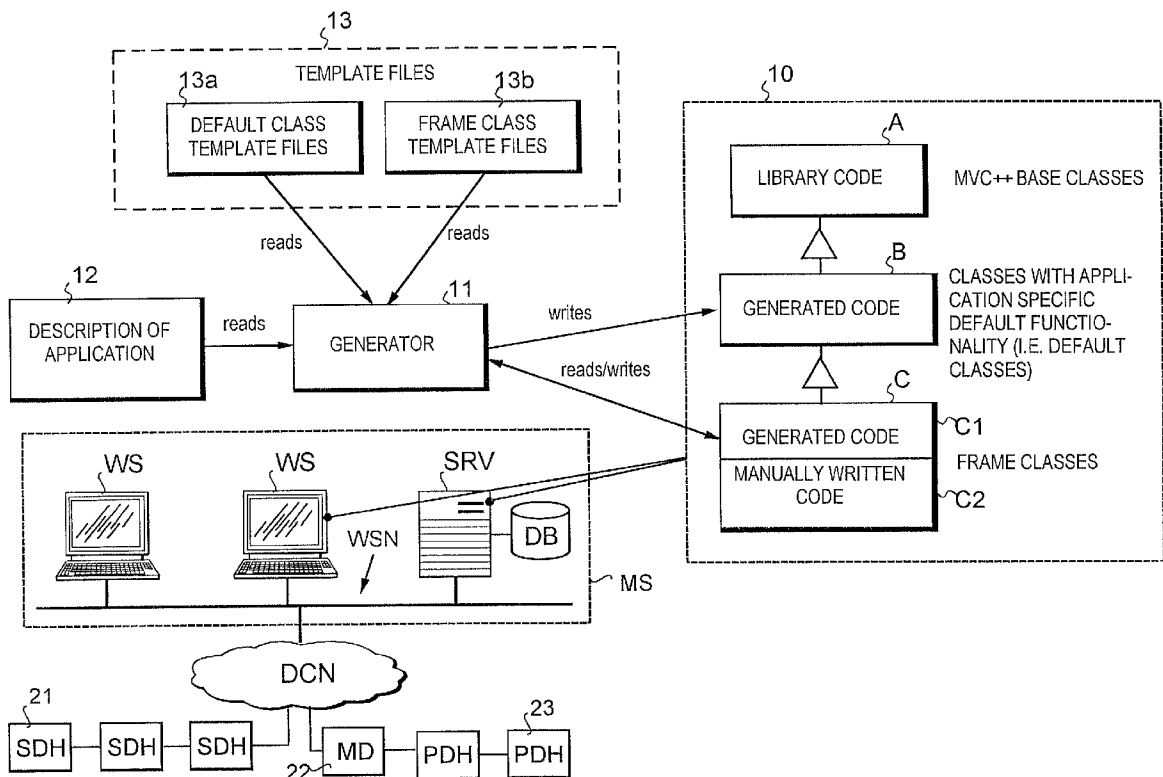 13
TEMPLATE FILES
13a
13b
DEFAULT CLASS
TEMPLATE FILES
FRAME CLASS
TEMPLATE FILES
10
A
LIBRARY CODE
MVC++ BASE CLASSES
reads
reads
12
DESCRIPTION OF
APPLICATION
reads
11
GENERATOR
writes
reads/writes
B
GENERATED CODE
CLASSES WITH APPLI-
CATION SPECIFIC
DEFAULT FUNCTIO-
NALITY (I.E. DEFAULT
CLASSES)
C
GENERATED CODE
C1
FRAME CLASSES
MANUALLY WRITTEN
CODE
C2
WS
WS
SRV
DB
WSN
MS
DCN
21
SDH
SDH
SDH
22
MD
PDH
23
PDH